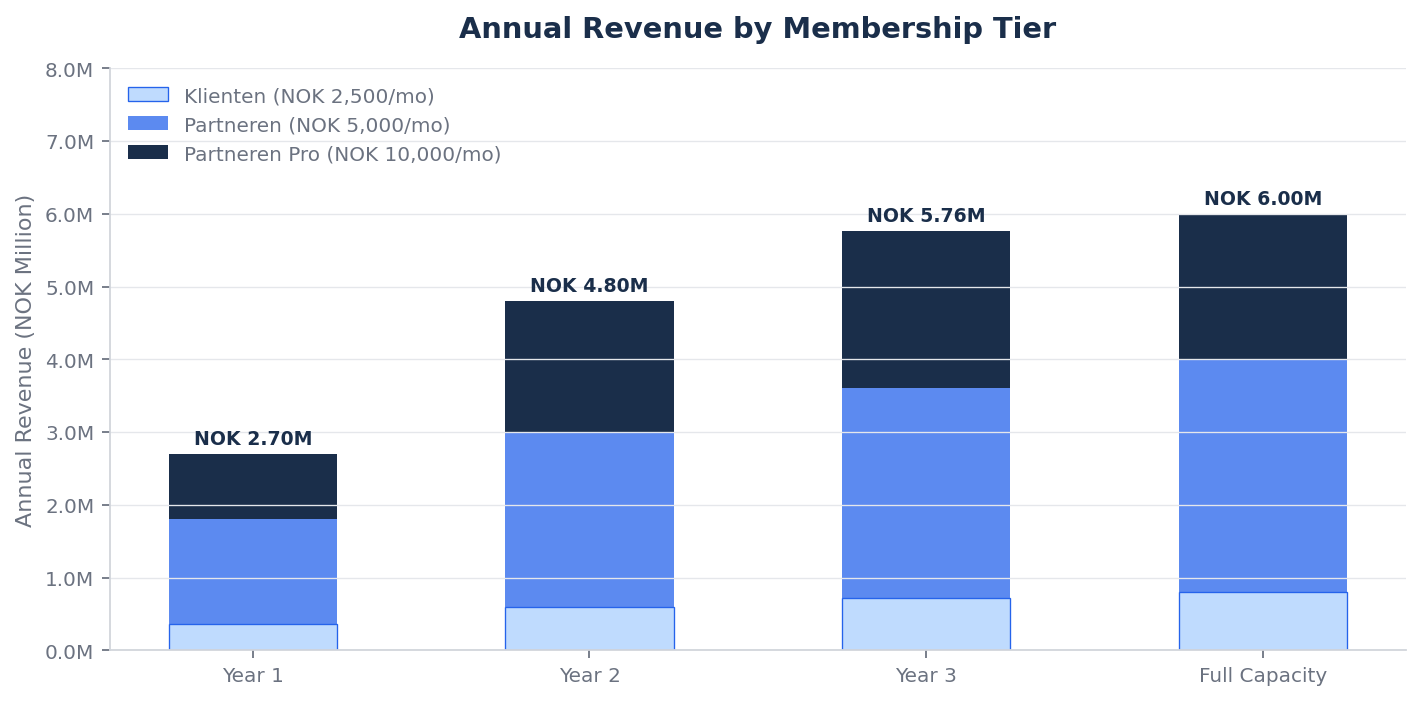 Annual Revenue by Membership Tier
Klienten (NOK 2,500/mo)
Partneren (NOK 5,000/mo)
Partneren Pro (NOK 10,000/mo)
Annual Revenue (NOK Million)
8.0M
7.0M
6.0M
5.0M
4.0M
3.0M
2.0M
1.0M
0.0M
NOK 2.70M
NOK 4.80M
NOK 5.76M
NOK 6.00M
Year 1
Year 2
Year 3
Full Capacity